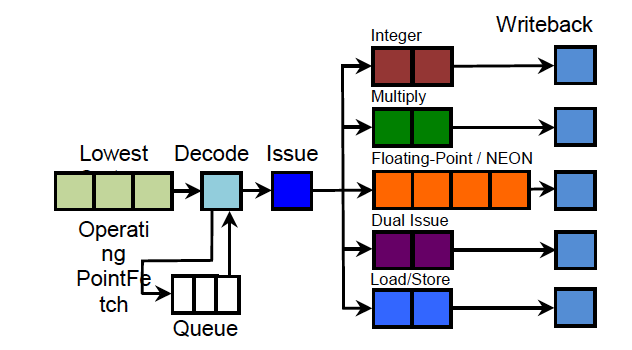 Writeback
Integer
Multiply
Lowest
Decode
Issue
Floating-Point / NEON
Operati
ng
PointFe
tch
Dual Issue
Load/Store
Queue